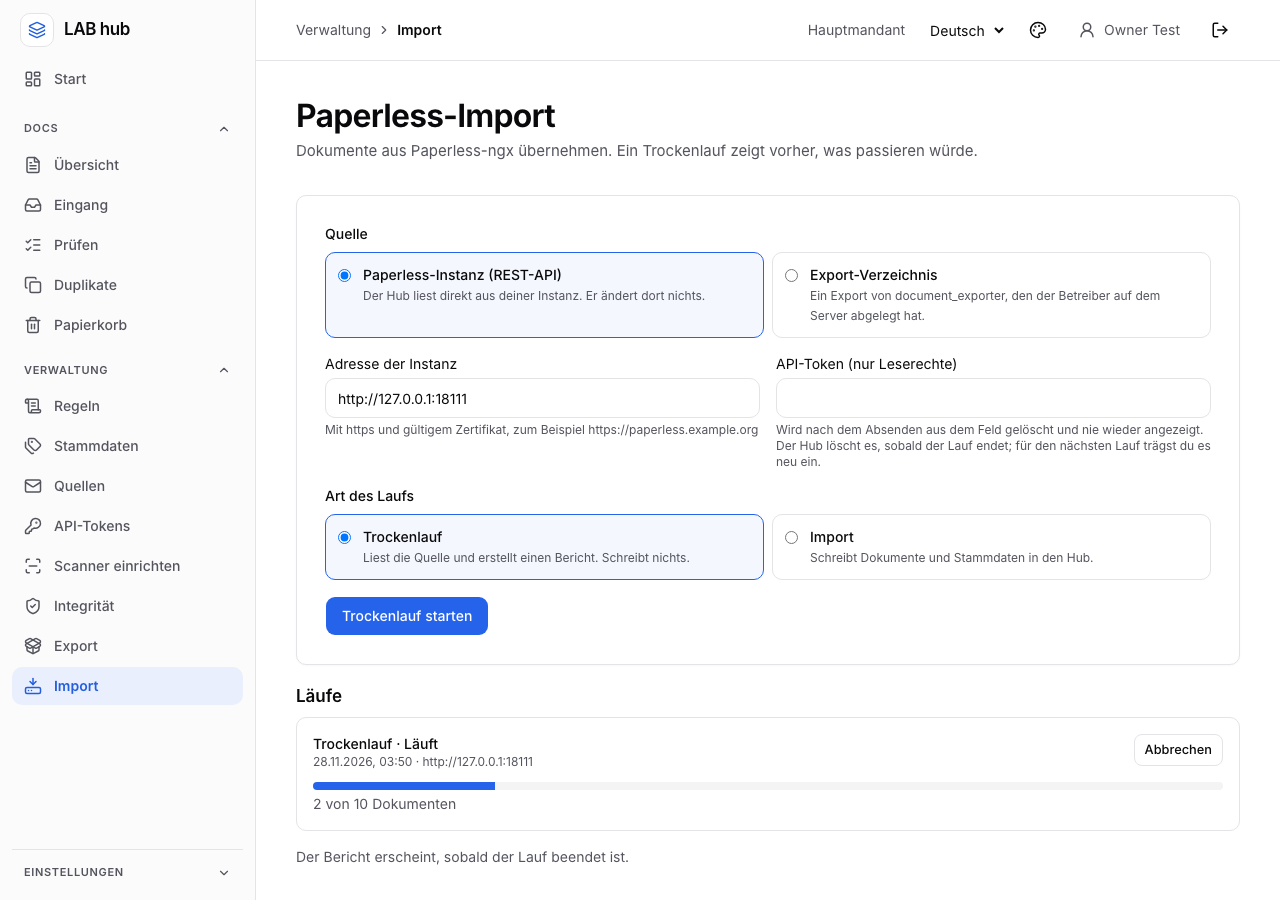 LAB hub
Start
DOCS
Übersicht
Eingang
Prüfen
Duplikate
Papierkorb
VERWALTUNG
Regeln
Stammdaten
Quellen
API-Tokens
Scanner einrichten
Integrität
Export
Import
EINSTELLUNGEN
Verwaltung > Import
Hauptmandant
Deutsch
Owner Test
Paperless-Import
Dokumente aus Paperless-ngx übernehmen. Ein Trockenlauf zeigt vorher, was passieren würde.
Quelle
Paperless-Instanz (REST-API)
Der Hub liest direkt aus deiner Instanz. Er ändert dort nichts.
Export-Verzeichnis
Ein Export von document_exporter, den der Betreiber auf dem
Server abgelegt hat.
Adresse der Instanz
http://127.0.0.1:18111
Mit https und gültigem Zertifikat, zum Beispiel https://paperless.example.org
API-Token (nur Leserechte)
Wird nach dem Absenden aus dem Feld gelöscht und nie wieder angezeigt.
Der Hub löscht es, sobald der Lauf endet; für den nächsten Lauf trägst du es
neu ein.
Art des Laufs
Trockenlauf
Liest die Quelle und erstellt einen Bericht. Schreibt nichts.
Import
Schreibt Dokumente und Stammdaten in den Hub.
Trockenlauf starten
Läufe
Trockenlauf · Läuft
28.11.2026, 03:50 · http://127.0.0.1:18111
Abbrechen
2 von 10 Dokumenten
Der Bericht erscheint, sobald der Lauf beendet ist.